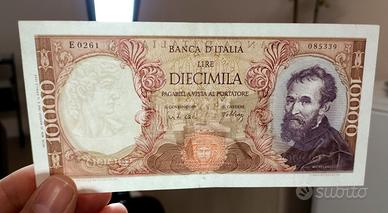 E 0261
BANCA D'ITALIA
085339
LIRE
DIECIMILA
PAGABILI A VISTA AL PORTATORE
IL GOVERNATORE
IL CASSIERE
10000
10000
subito